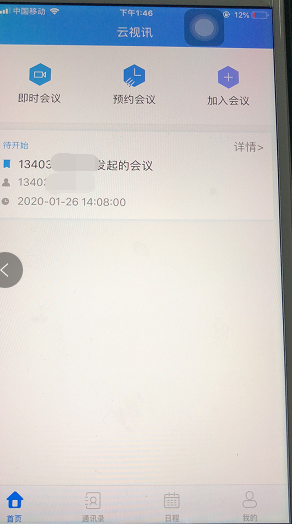 中国移动 下午1:46 12%
云视讯
即时会议 预约会议 加入会议
待开始 详情>
13403 发起的会议
13403
2020-01-26 14:08:00
首页 通讯录 日程 我的